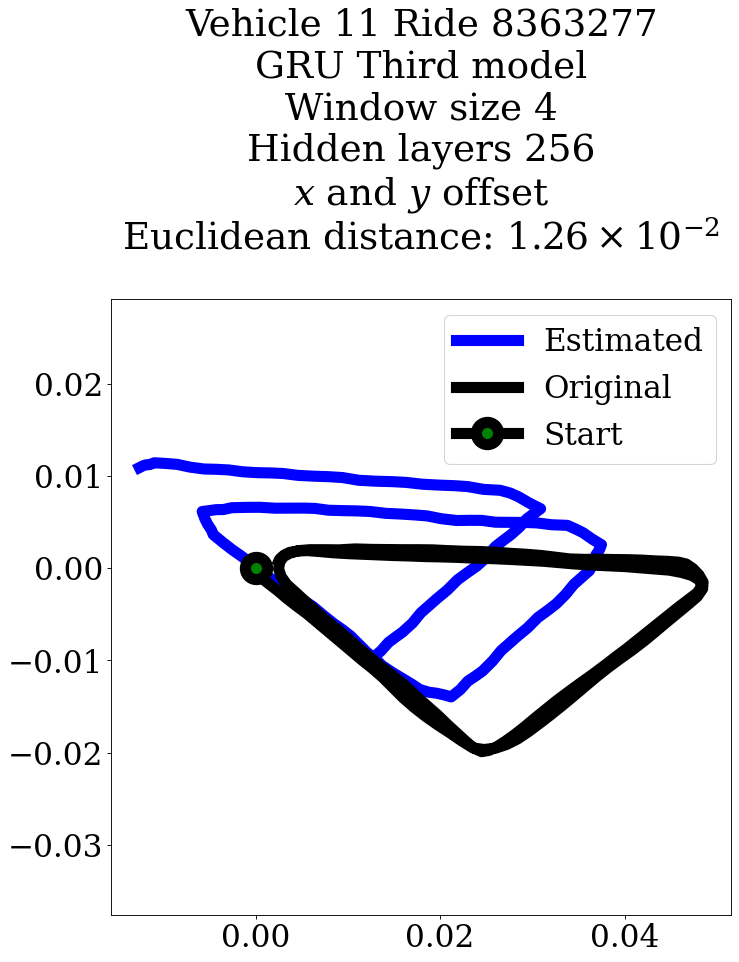 Vehicle 11 Ride 8363277
GRU Third model
Window size 4
Hidden layers 256
x and y offset
Euclidean distance: 1.26 × 10⁻²
Estimated
Original
Start
0.02
0.01
0.00
−0.01
−0.02
−0.03
0.00 0.02 0.04